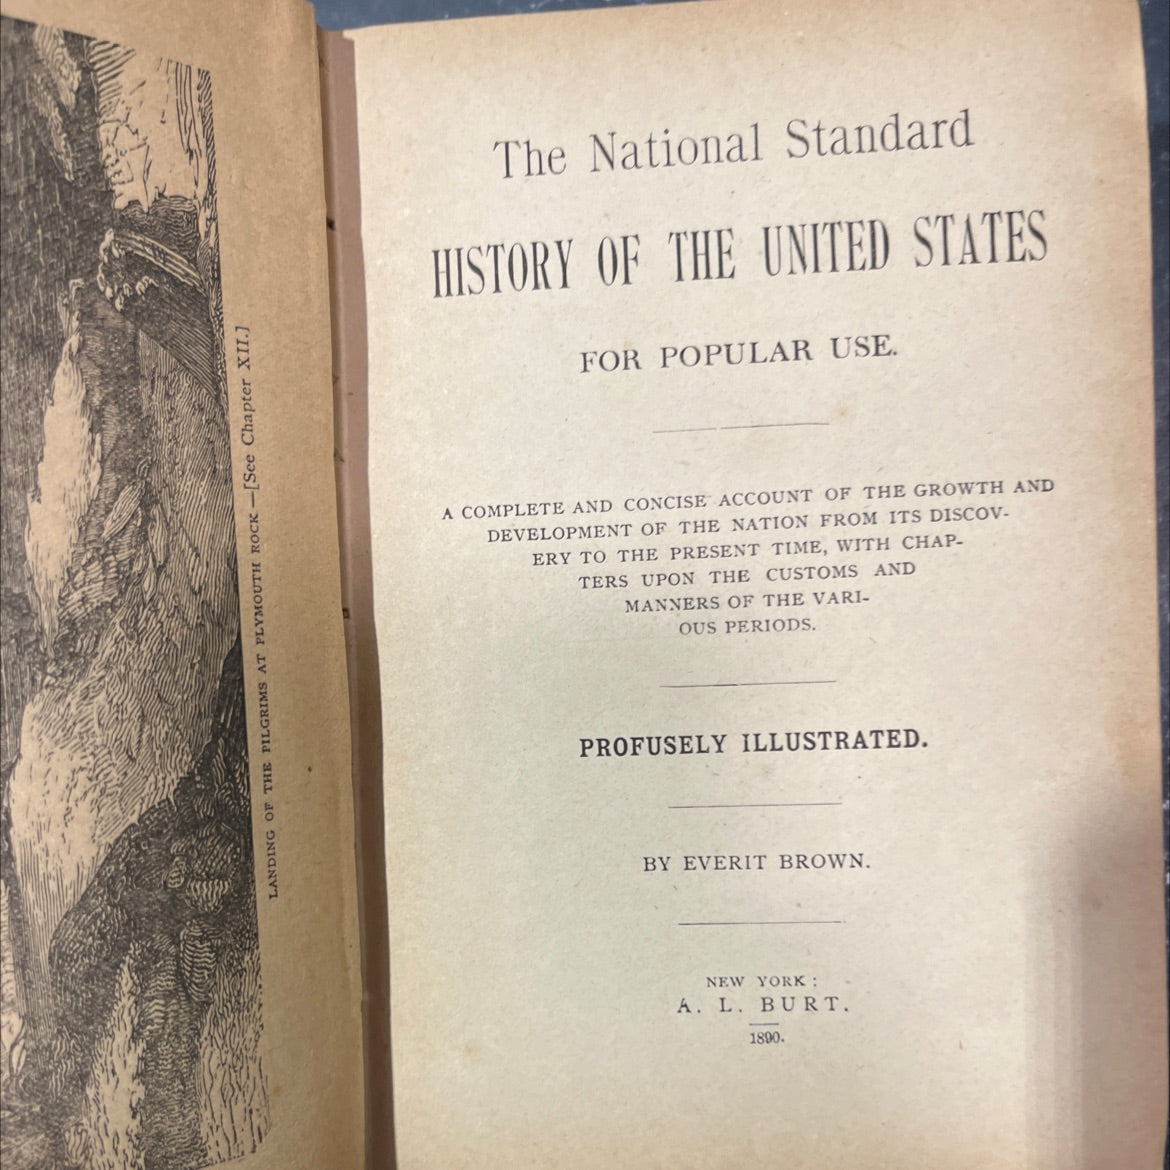 LANDING OF THE PILGRIMS AT PLYMOUTH ROCK—[See Chapter XII.]
The National Standard
HISTORY OF THE UNITED STATES
FOR POPULAR USE.
A COMPLETE AND CONCISE ACCOUNT OF THE GROWTH AND
DEVELOPMENT OF THE NATION FROM ITS DISCOV-
ERY TO THE PRESENT TIME, WITH CHAP-
TERS UPON THE CUSTOMS AND
MANNERS OF THE VARI-
OUS PERIODS.
PROFUSELY ILLUSTRATED.
BY EVERIT BROWN.
NEW YORK:
A. L. BURT.
1890.